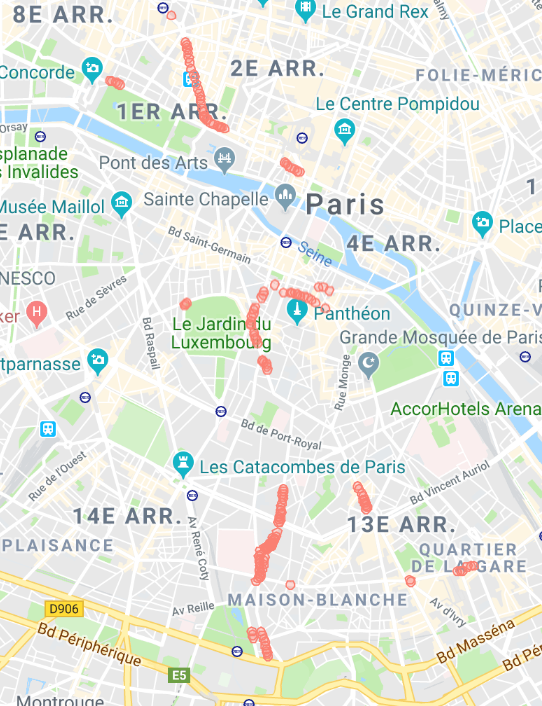 8E ARR.
Le Grand Rex
Concorde
2E ARR.
FOLIE-MÉRIC
1ER ARR.
Le Centre Pompidou
Orsay
Esplanade
s Invalides
Pont des Arts
Musée Maillol
Sainte Chapelle
Paris
1
E ARR.
Place
Bd Saint-Germain
Seine
4E ARR.
NESCO
Rue de Sèvres
ker
Panthéon
QUINZE-V
Le Jardin du
Luxembourg
Bd Raspail
Grande Mosquée de Paris
tparnasse
Rue Monge
AccorHotels Arena
Bd de Port-Royal
Rue de l'Ouest
Les Catacombes de Paris
Bd Vincent Auriol
14E ARR.
13E ARR.
PLAISANCE
Av René Coty
QUARTIER
DE LA GARE
D906
Av Reille
MAISON-BLANCHE
Av d'Ivry
Bd Périphérique
Bd Masséna
Bd Pé
E5
Montrouge